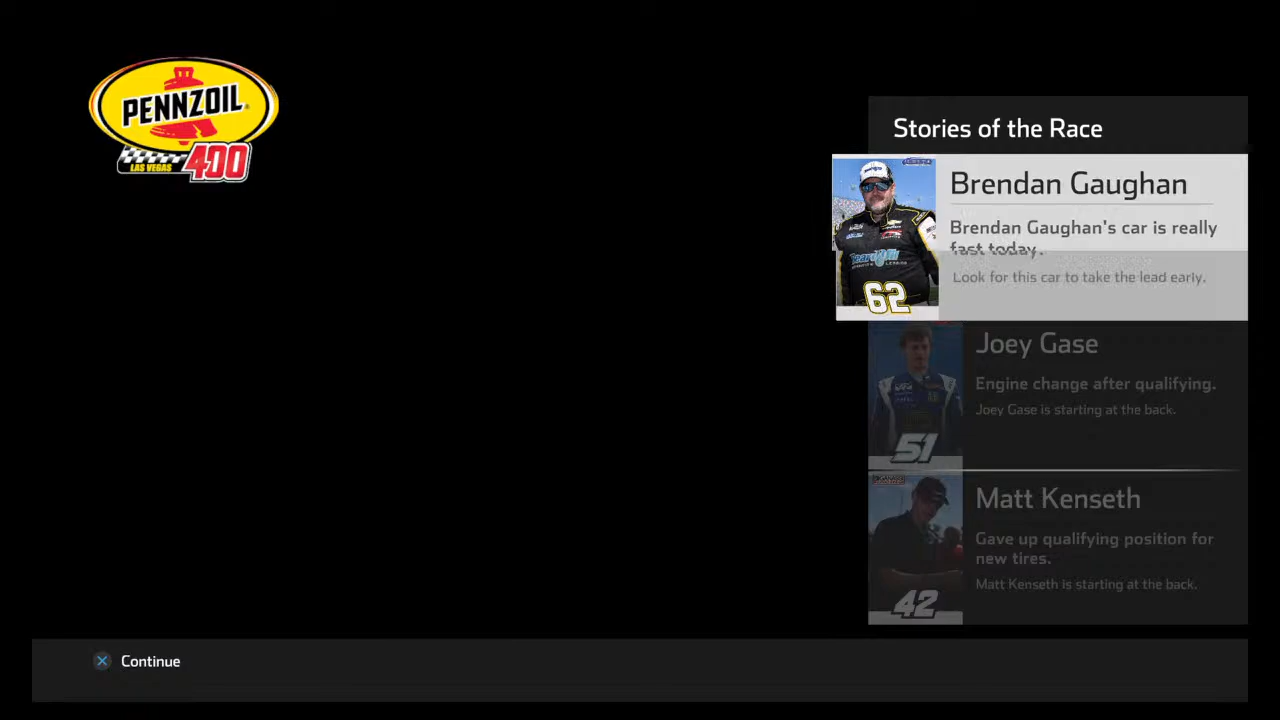 PENNZOIL
LAS VEGAS 400
Stories of the Race
Brendan Gaughan
Brendan Gaughan's car is really
fast today.
Look for this car to take the lead early.
62
Joey Gase
Engine change after qualifying.
Joey Gase is starting at the back.
51
Matt Kenseth
Gave up qualifying position for
new tires.
Matt Kenseth is starting at the back.
42
Continue